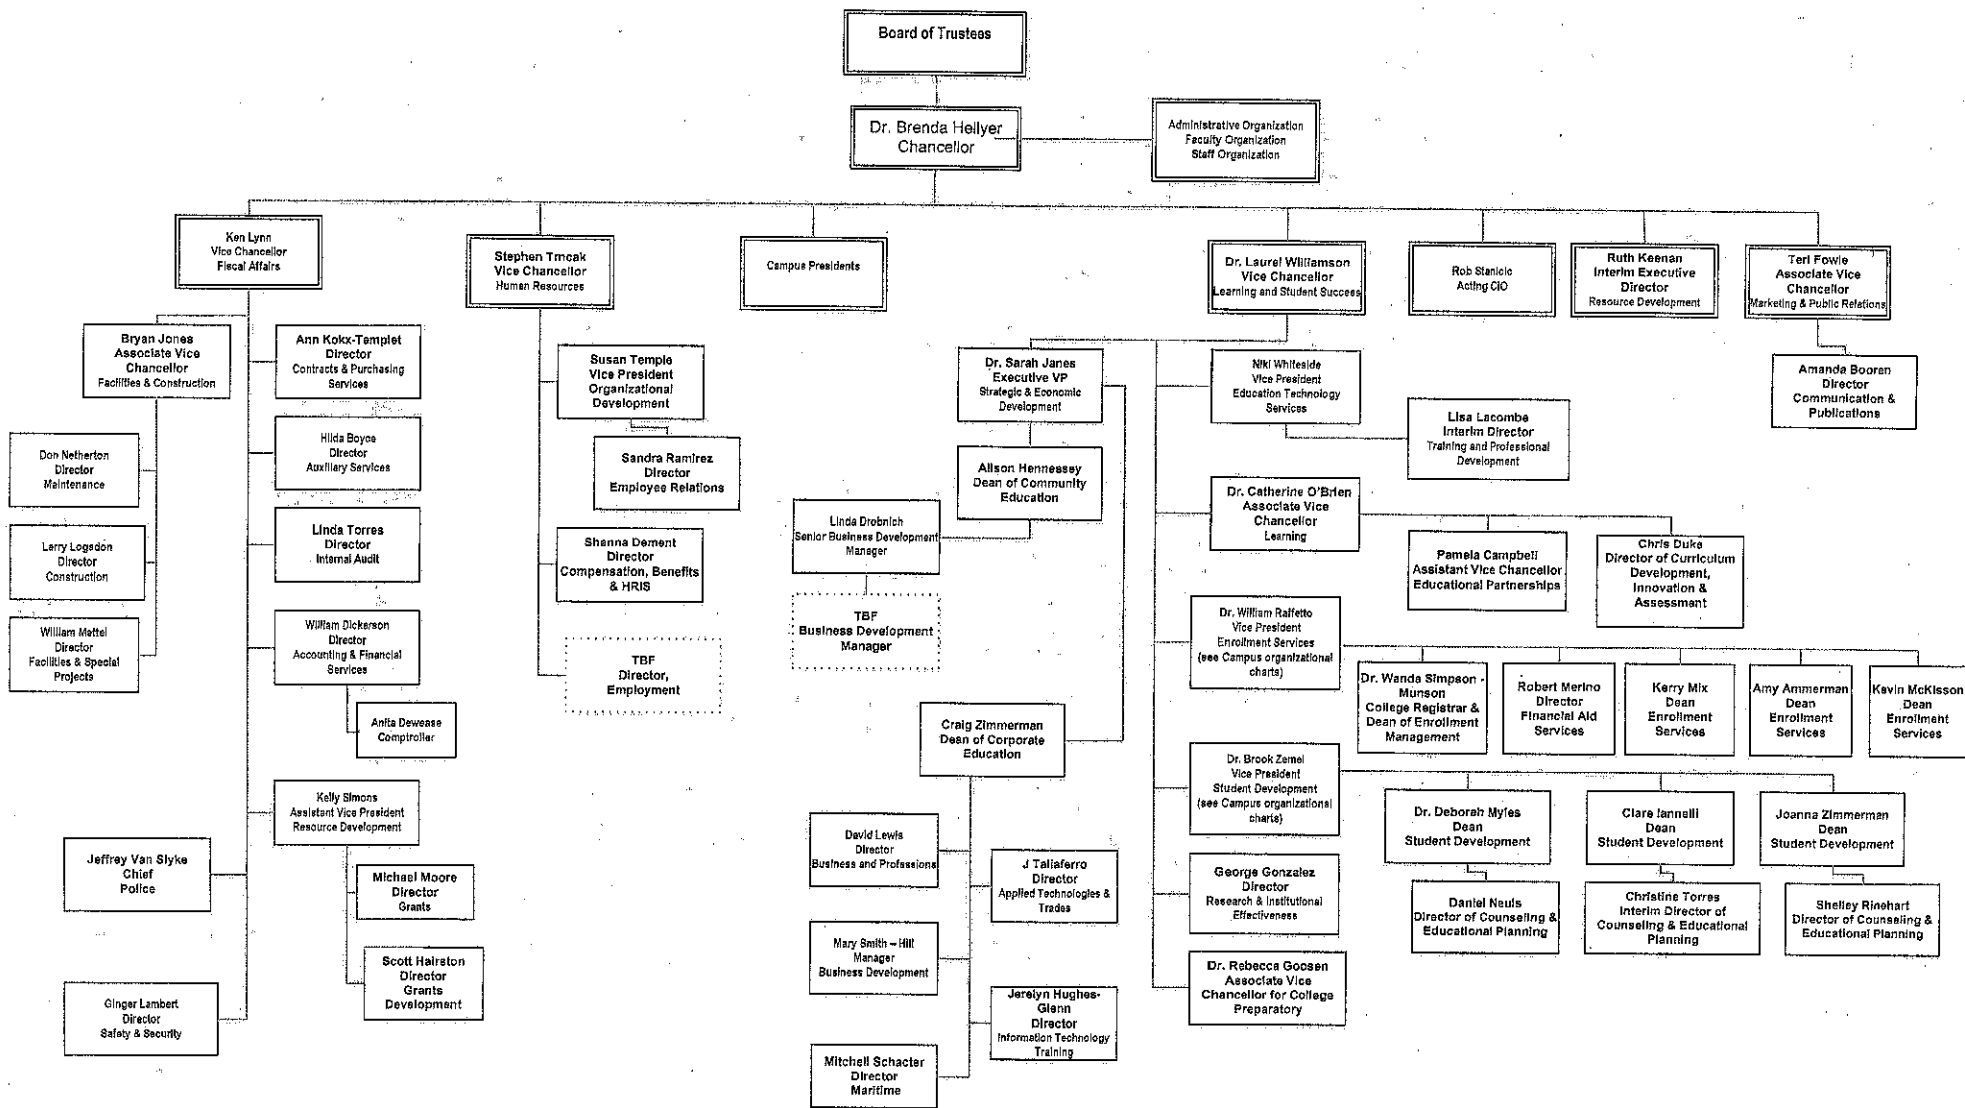 Board of Trustees
Dr. Brenda Hellyer
Chancellor
Administrative Organization
Faculty Organization
Staff Organization
Ken Lynn
Vice Chancellor
Fiscal Affairs
Stephen Trncak
Vice Chancellor
Human Resources
Campus Presidents
Dr. Laurel Williamson
Vice Chancellor
Learning and Student Success
Rob Stanicic
Acting CIO
Ruth Keenan
Interim Executive
Director
Resource Development
Teri Fowle
Associate Vice
Chancellor
Marketing & Public Relations
Bryan Jones
Associate Vice
Chancellor
Facilities & Construction
Ann Kokx-Templet
Director
Contracts & Purchasing
Services
Susan Temple
Vice President
Organizational
Development
Dr. Sarah Janes
Executive VP
Strategic & Economic
Development
Niki Whiteside
Vice President
Education Technology
Services
Amanda Booren
Director
Communication &
Publications
Don Netherton
Director
Maintenance
Hilda Boyce
Director
Auxiliary Services
Sandra Ramirez
Director
Employee Relations
Alison Hennessey
Dean of Community
Education
Lisa Lacombe
Interim Director
Training and Professional
Development
Larry Logsdon
Director
Construction
Linda Torres
Director
Internal Audit
Shanna Dement
Director
Compensation, Benefits
& HRIS
Linda Drobnich
Senior Business Development
Manager
Dr. Catherine O'Brien
Associate Vice
Chancellor
Learning
Pamela Campbell
Assistant Vice Chancellor
Educational Partnerships
Chris Duke
Director of Curriculum
Development,
Innovation &
Assessment
William Mattel
Director
Facilities & Special
Projects
William Dickerson
Director
Accounting & Financial
Services
TBF
Director,
Employment
TBF
Business Development
Manager
Dr. William Raffetto
Vice President
Enrollment Services
(see Campus organizational
charts)
Dr. Wanda Simpson -
Munson
College Registrar &
Dean of Enrollment
Management
Robert Merino
Director
Financial Aid
Services
Kerry Mix
Dean
Enrollment
Services
Amy Ammerman
Dean
Enrollment
Services
Kevin McKisson
Dean
Enrollment
Services
Anita Dewease
Comptroller
Craig Zimmerman
Dean of Corporate
Education
Kelly Simons
Assistant Vice President
Resource Development
Dr. Brook Zemel
Vice President
Student Development
(see Campus organizational
charts)
Dr. Deborah Myles
Dean
Student Development
Clare Iannelli
Dean
Student Development
Joanna Zimmerman
Dean
Student Development
Jeffrey Van Slyke
Chief
Police
Michael Moore
Director
Grants
David Lewis
Director
Business and Professions
J Taliaferro
Director
Applied Technologies &
Trades
George Gonzalez
Director
Research & Institutional
Effectiveness
Daniel Neuls
Director of Counseling &
Educational Planning
Christine Torres
Interim Director of
Counseling & Educational
Planning
Shelley Rinehart
Director of Counseling &
Educational Planning
Mary Smith – Hill
Manager
Business Development
Scott Hairston
Director
Grants
Development
Dr. Rebecca Goosen
Associate Vice
Chancellor for College
Preparatory
Ginger Lambert
Director
Safety & Security
Jerelyn Hughes-
Glenn
Director
Information Technology
Training
Mitchell Schacter
Director
Maritime